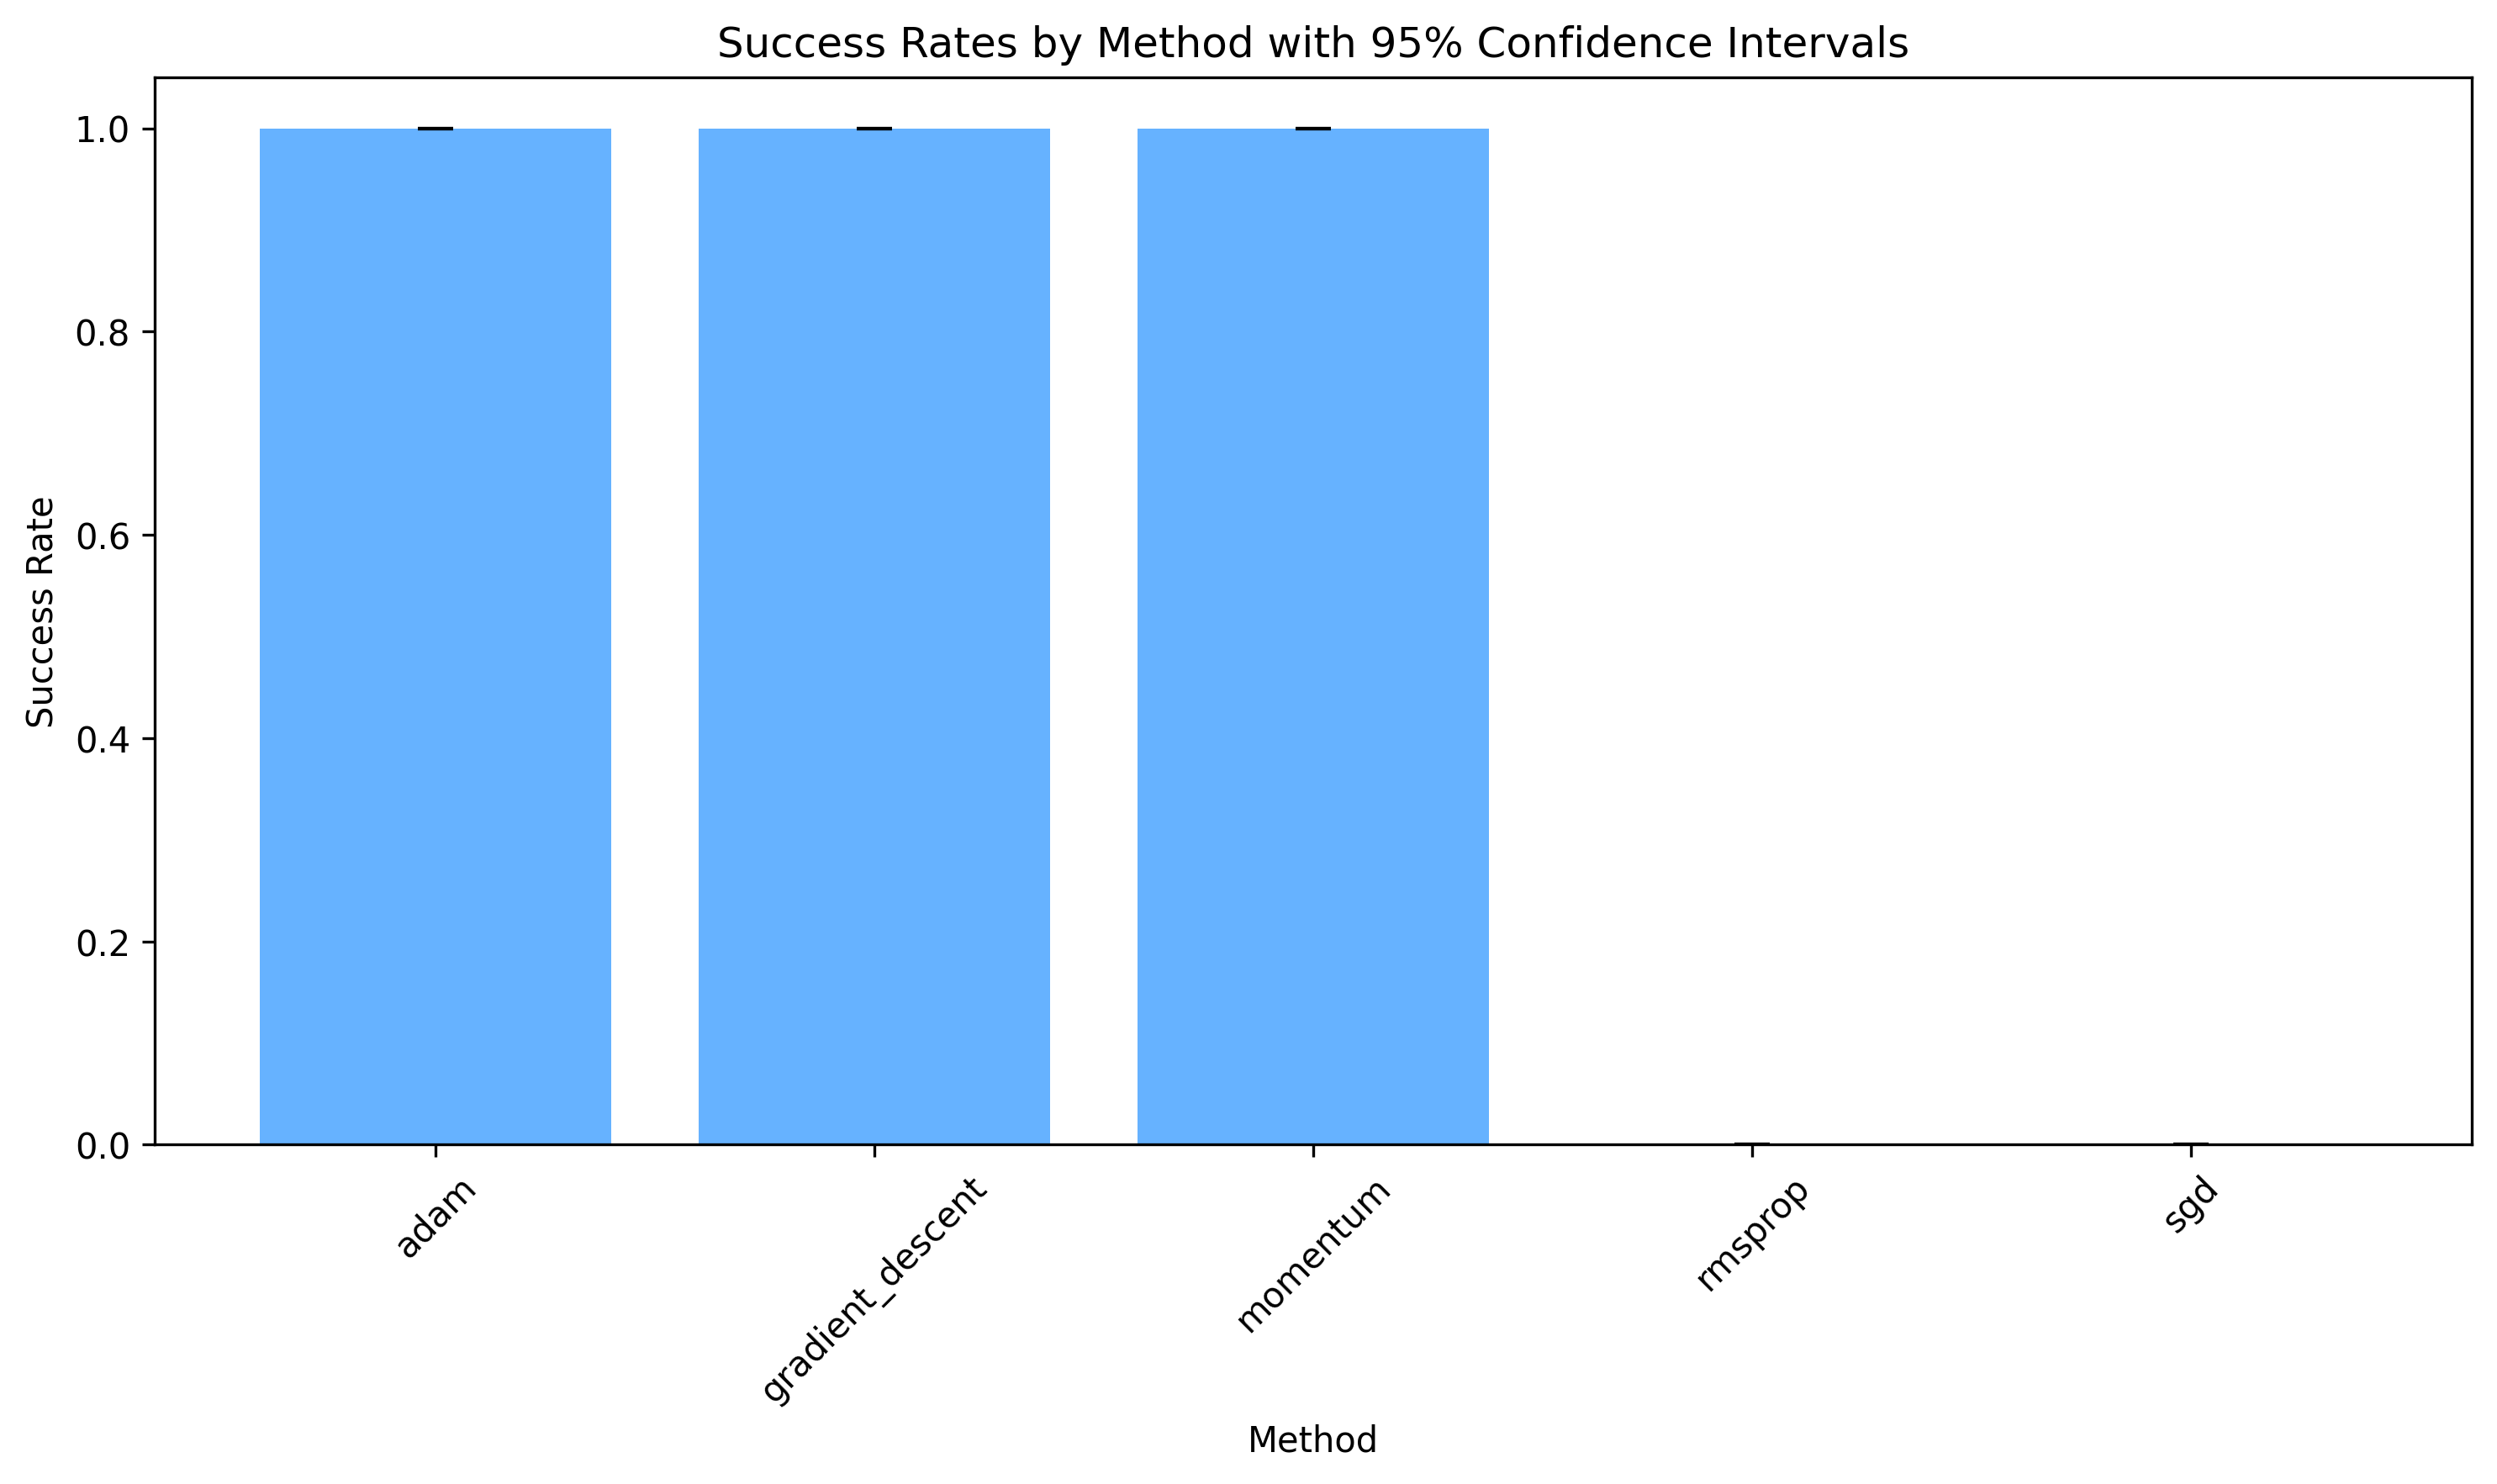 Success Rates by Method with 95% Confidence Intervals
Success Rate
1.0
0.8
0.6
0.4
0.2
0.0
adam
gradient_descent
momentum
rmsprop
sgd
Method